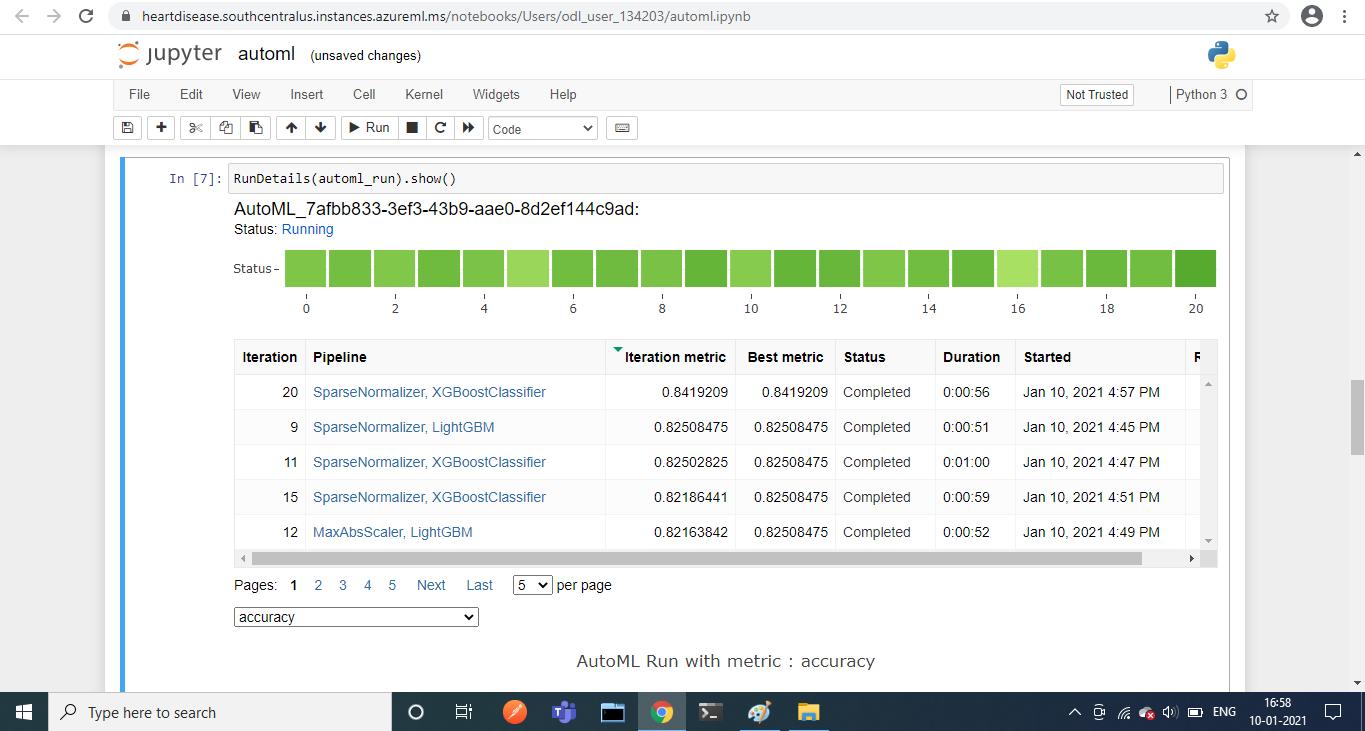 heartdisease.southcentralus.instances.azureml.ms/notebooks/Users/odl_user_134203/automl.ipynb
jupyter automl (unsaved changes)
File Edit View Insert Cell Kernel Widgets Help Not Trusted Python 3
Run Code
In [7]: RunDetails(automl_run).show()
AutoML_7afbb833-3ef3-43b9-aae0-8d2ef144c9ad:
Status: Running
Status
0 2 4 6 8 10 12 14 16 18 20
Iteration Pipeline Iteration metric Best metric Status Duration Started R
20 SparseNormalizer, XGBoostClassifier 0.8419209 0.8419209 Completed 0:00:56 Jan 10, 2021 4:57 PM
9 SparseNormalizer, LightGBM 0.82508475 0.82508475 Completed 0:00:51 Jan 10, 2021 4:45 PM
11 SparseNormalizer, XGBoostClassifier 0.82502825 0.82508475 Completed 0:01:00 Jan 10, 2021 4:47 PM
15 SparseNormalizer, XGBoostClassifier 0.82186441 0.82508475 Completed 0:00:59 Jan 10, 2021 4:51 PM
12 MaxAbsScaler, LightGBM 0.82163842 0.82508475 Completed 0:00:52 Jan 10, 2021 4:49 PM
Pages: 1 2 3 4 5 Next Last 5 per page
accuracy
AutoML Run with metric : accuracy
Type here to search
ENG
16:58
10-01-2021